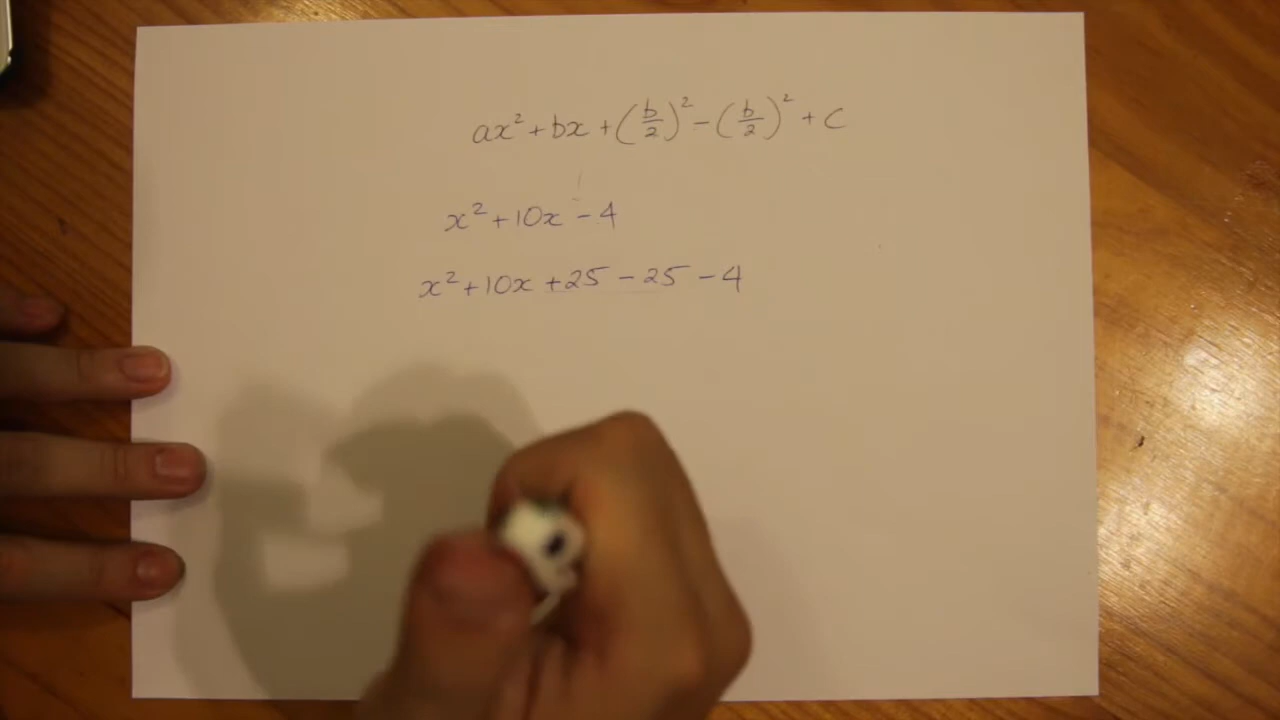 ax² + bx + (b/2)² - (b/2)² + c
x² + 10x - 4
x² + 10x + 25 - 25 - 4